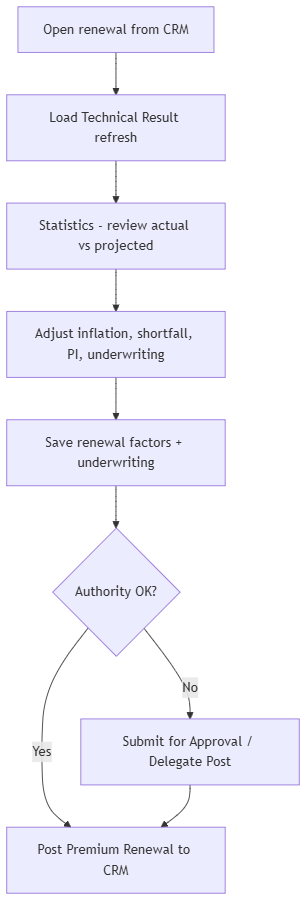 Open renewal from CRM
Load Technical Result
refresh
Statistics - review actual
vs projected
Adjust inflation, shortfall,
PI, underwriting
Save renewal factors +
underwriting
Authority OK?
No
Submit for Approval /
Delegate Post
Yes
Post Premium Renewal to
CRM